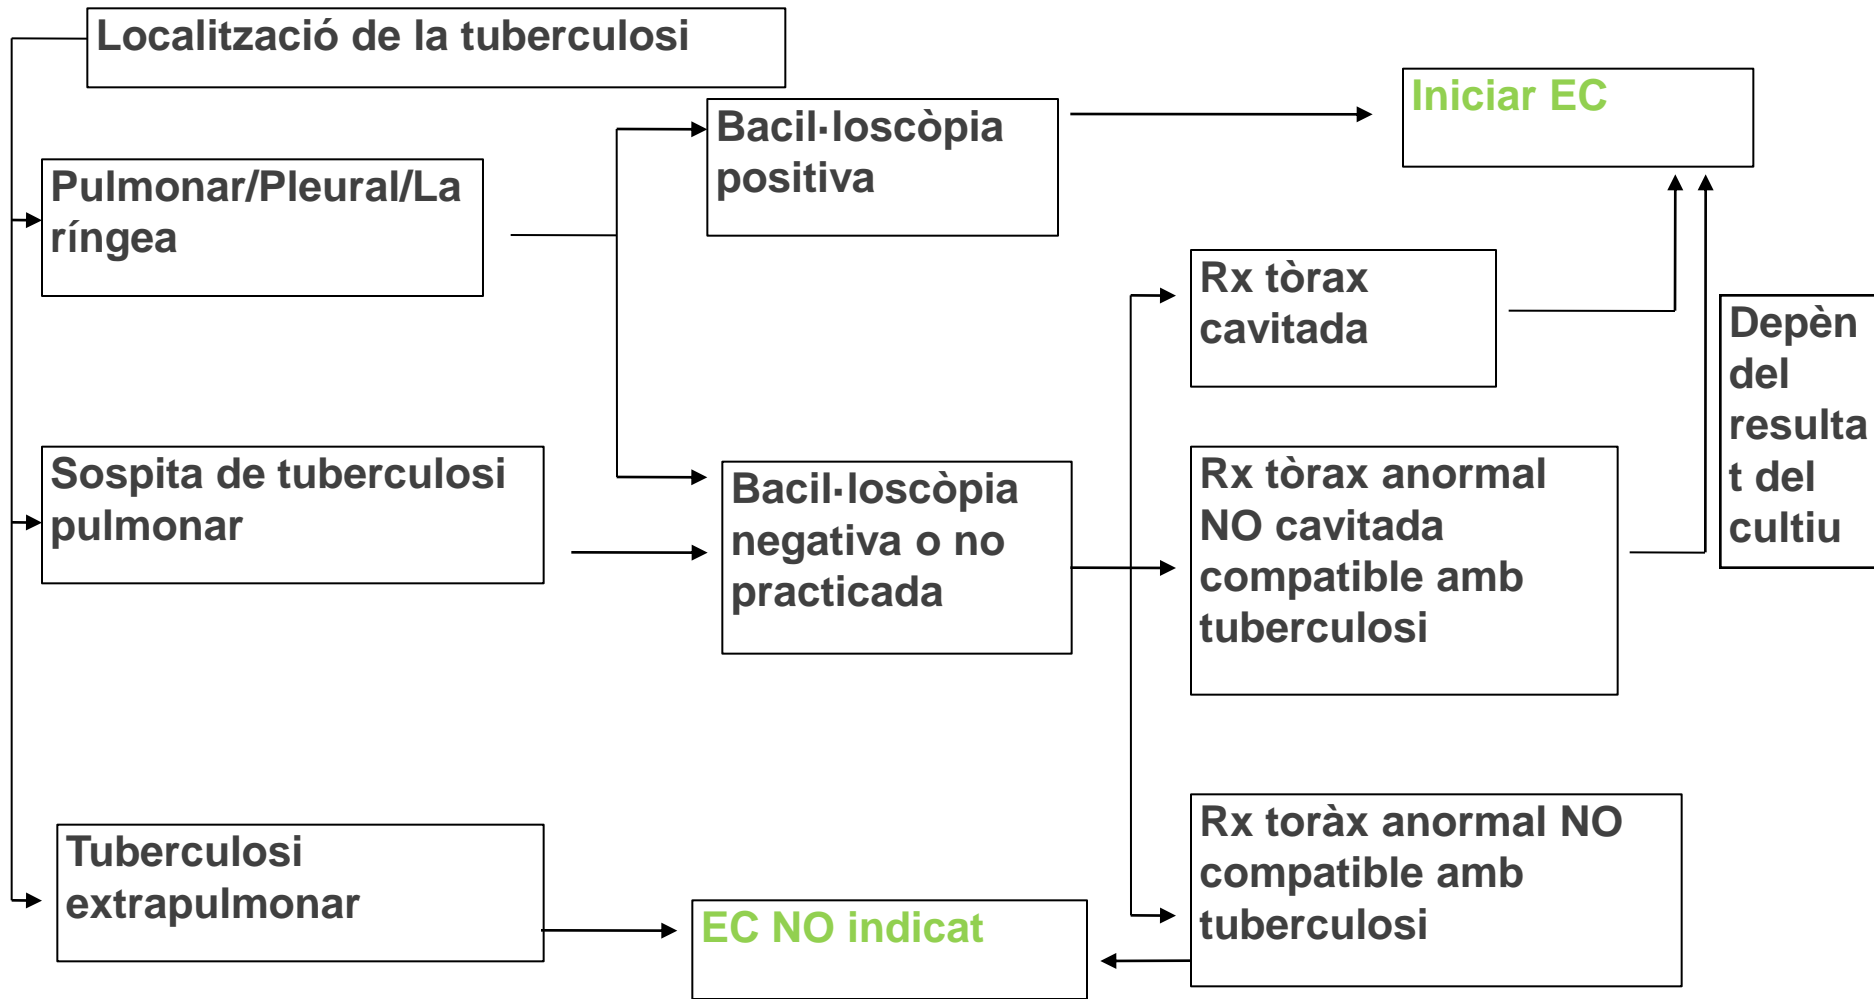 Localització de la tuberculosi
Iniciar EC
Bacil·loscòpia
positiva
Pulmonar/Pleural/La
ríngea
Rx tòrax
cavitada
Depèn
del
resulta
t del
cultiu
Sospita de tuberculosi
pulmonar
Bacil·loscòpia
negativa o no
practicada
Rx tòrax anormal
NO cavitada
compatible amb
tuberculosi
Tuberculosi
extrapulmonar
EC NO indicat
Rx toràx anormal NO
compatible amb
tuberculosi